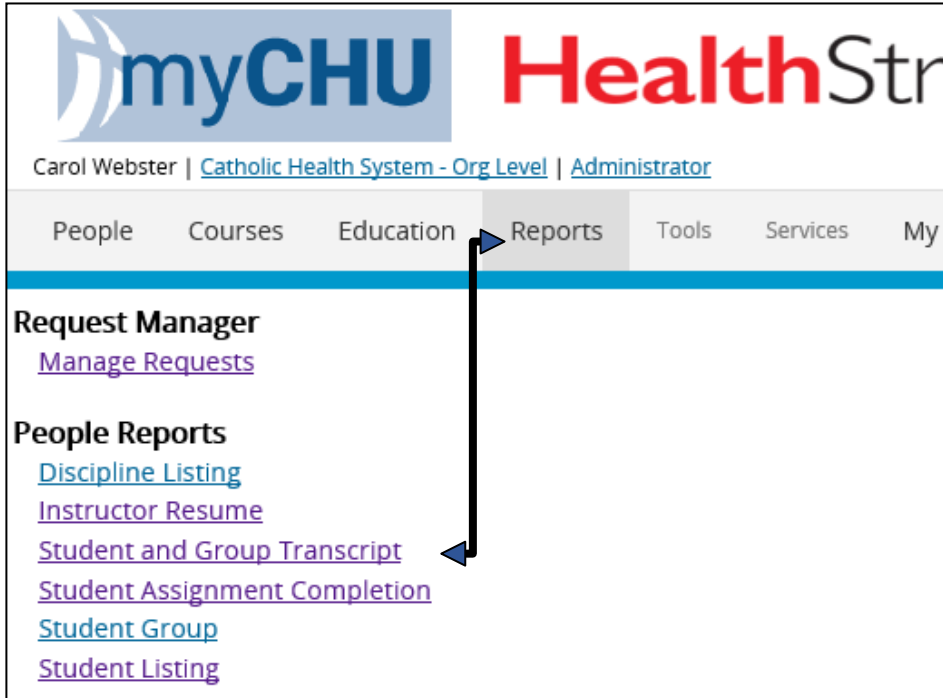 myCHU HealthStr
Carol Webster | Catholic Health System - Org Level | Administrator
People Courses Education Reports Tools Services My
Request Manager
Manage Requests
People Reports
Discipline Listing
Instructor Resume
Student and Group Transcript
Student Assignment Completion
Student Group
Student Listing